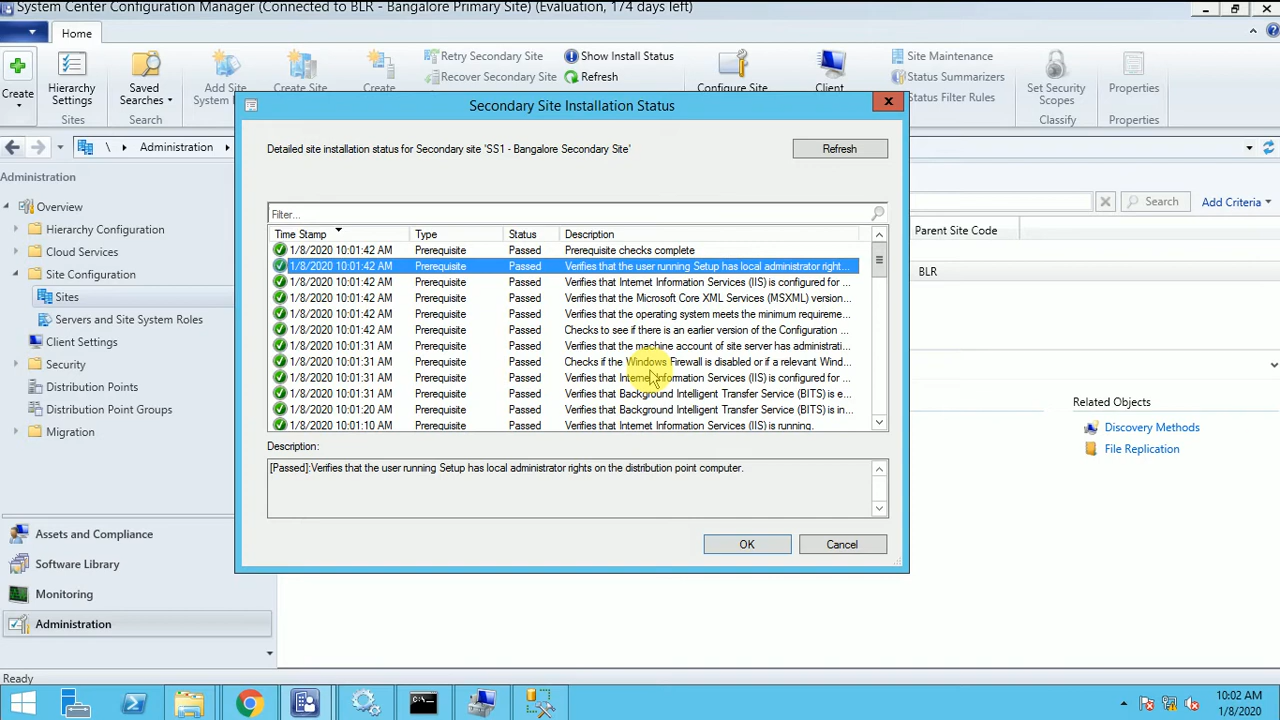 System Center Configuration Manager (Connected to BLR - Bangalore Primary Site) (Evaluation, 174 days left)
Home
Create
Hierarchy Settings
Sites
Saved Searches
Search
Add Site
System
Create
Create
Retry Secondary Site
Recover Secondary Site
Show Install Status
Refresh
Configure Site
Client
Site Maintenance
Status Summarizers
Status Filter Rules
Set Security Scopes
Classify
Properties
Properties
\ Administration
Administration
Overview
Hierarchy Configuration
Cloud Services
Site Configuration
Sites
Servers and Site System Roles
Client Settings
Security
Distribution Points
Distribution Point Groups
Migration
Assets and Compliance
Software Library
Monitoring
Administration
Ready
Search
Add Criteria
Parent Site Code
BLR
Related Objects
Discovery Methods
File Replication
Secondary Site Installation Status
Detailed site installation status for Secondary site 'SS1 - Bangalore Secondary Site'
Refresh
Filter...
Time Stamp Type Status Description
1/8/2020 10:01:42 AM Prerequisite Passed Prerequisite checks complete
1/8/2020 10:01:42 AM Prerequisite Passed Verifies that the user running Setup has local administrator right...
1/8/2020 10:01:42 AM Prerequisite Passed Verifies that Internet Information Services (IIS) is configured for ...
1/8/2020 10:01:42 AM Prerequisite Passed Verifies that the Microsoft Core XML Services (MSXML) version...
1/8/2020 10:01:42 AM Prerequisite Passed Verifies that the operating system meets the minimum requireme...
1/8/2020 10:01:42 AM Prerequisite Passed Checks to see if there is an earlier version of the Configuration ...
1/8/2020 10:01:31 AM Prerequisite Passed Verifies that the machine account of site server has administrati...
1/8/2020 10:01:31 AM Prerequisite Passed Checks if the Windows Firewall is disabled or if a relevant Wind...
1/8/2020 10:01:31 AM Prerequisite Passed Verifies that Internet Information Services (IIS) is configured for ...
1/8/2020 10:01:31 AM Prerequisite Passed Verifies that Background Intelligent Transfer Service (BITS) is e...
1/8/2020 10:01:20 AM Prerequisite Passed Verifies that Background Intelligent Transfer Service (BITS) is in...
1/8/2020 10:01:10 AM Prerequisite Passed Verifies that Internet Information Services (IIS) is running.
Description:
[Passed]:Verifies that the user running Setup has local administrator rights on the distribution point computer.
OK
Cancel
10:02 AM
1/8/2020